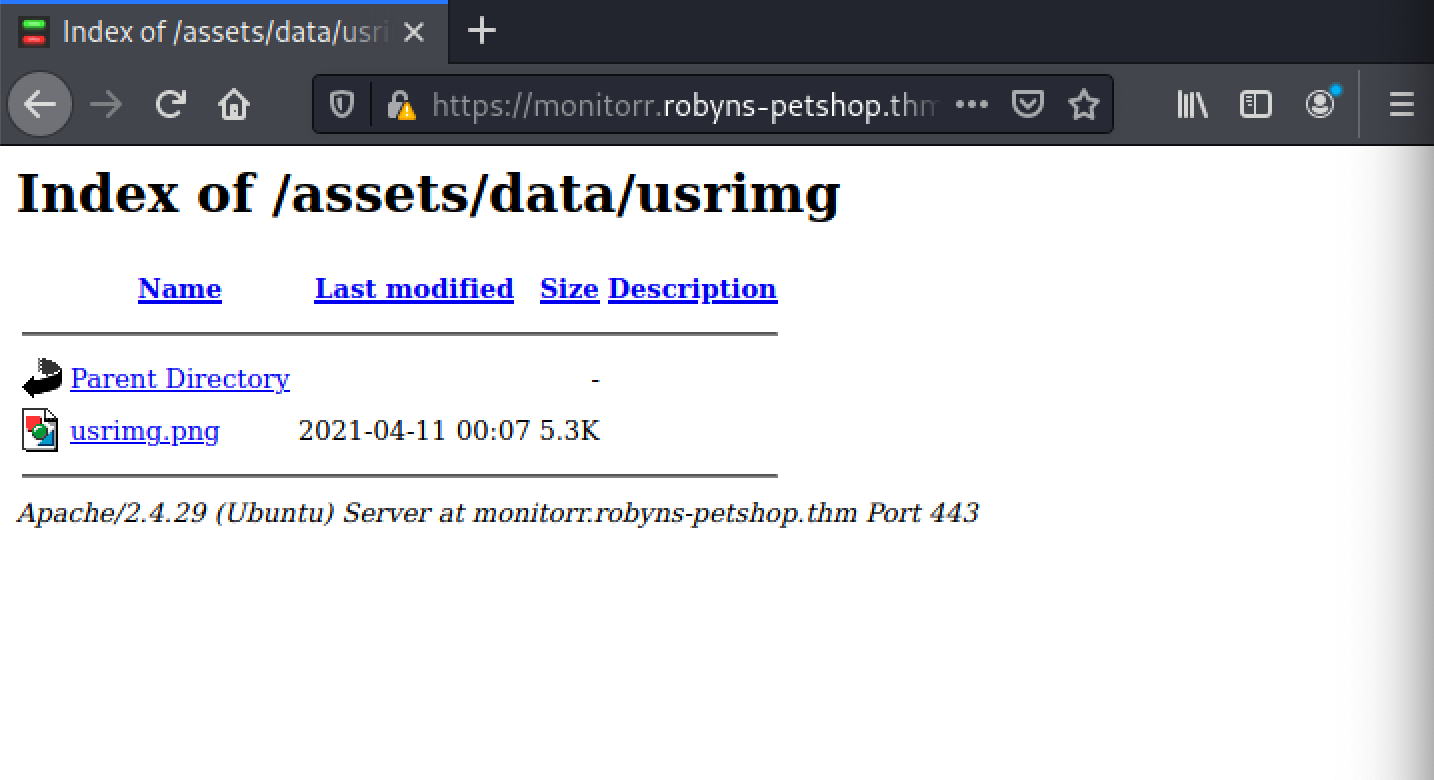 Index of /assets/data/usri
https://monitorr.robyns-petshop.thm
Index of /assets/data/usrimg
Name Last modified Size Description
Parent Directory -
usrimg.png 2021-04-11 00:07 5.3K
Apache/2.4.29 (Ubuntu) Server at monitorr.robyns-petshop.thm Port 443